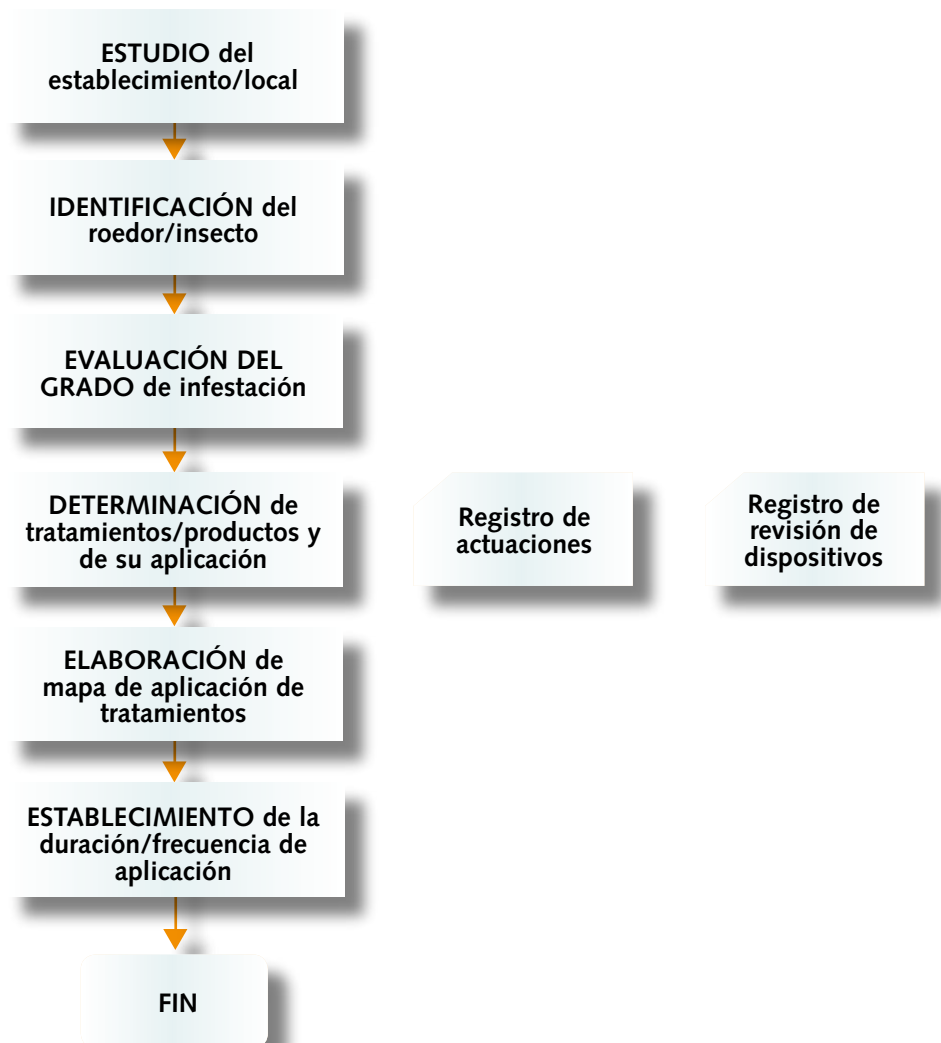 ESTUDIO del
establecimiento/local
IDENTIFICACIÓN del
roedor/insecto
EVALUACIÓN DEL
GRADO de infestación
DETERMINACIÓN de
tratamientos/productos y
de su aplicación
Registro de
actuaciones
Registro de
revisión de
dispositivos
ELABORACIÓN de
mapa de aplicación de
tratamientos
ESTABLECIMIENTO de la
duración/frecuencia de
aplicación
FIN